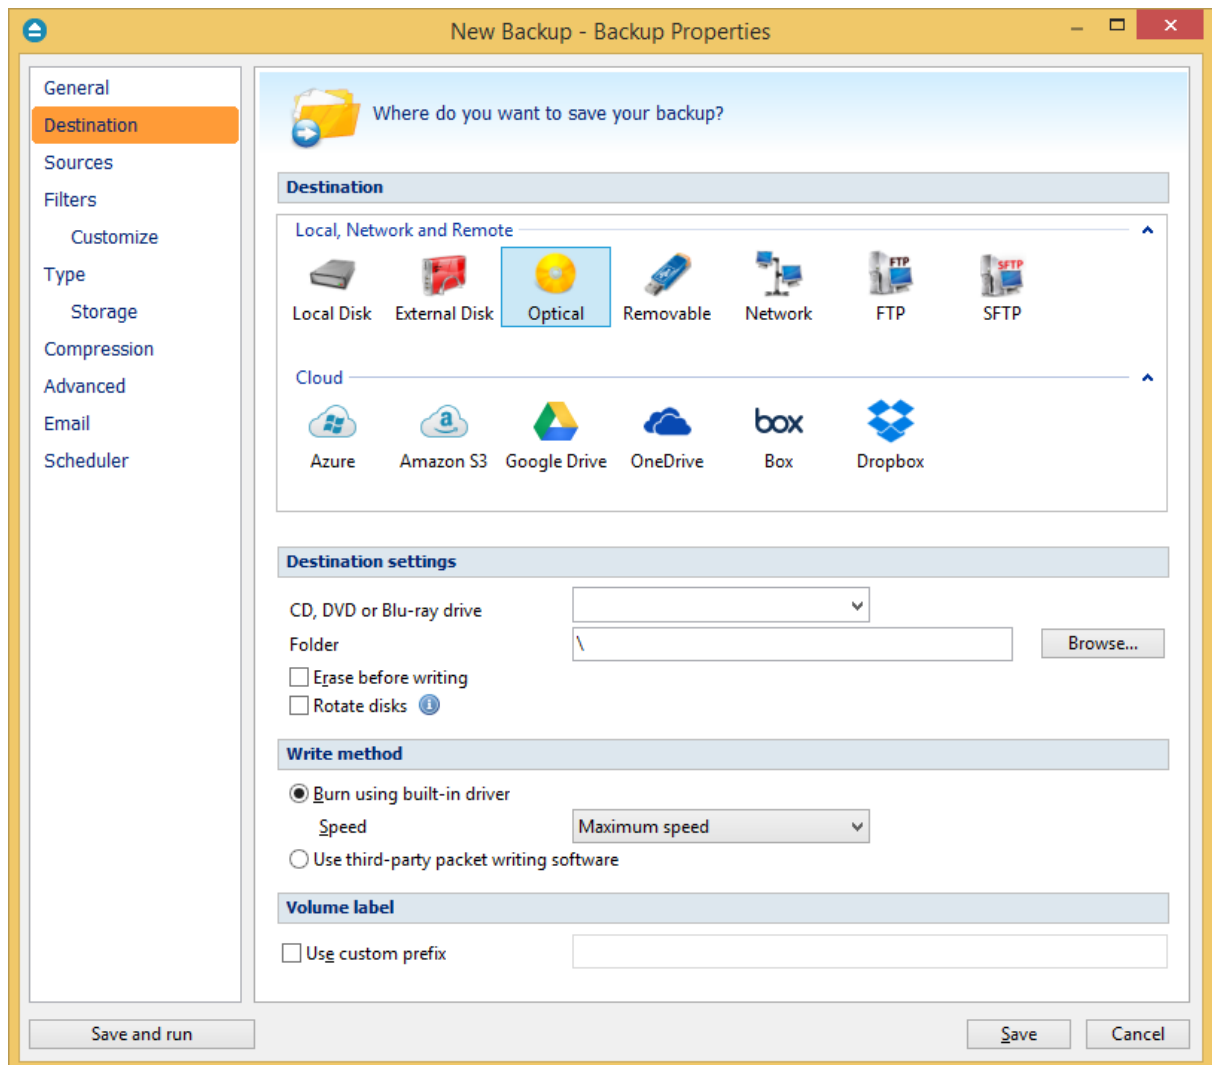 New Backup - Backup Properties
General
Destination
Sources
Filters
Customize
Type
Storage
Compression
Advanced
Email
Scheduler
Where do you want to save your backup?
Destination
Local, Network and Remote
Local Disk External Disk Optical Removable Network FTP FTP SFTP SFTP
Cloud
a box
Azure Amazon S3 Google Drive OneDrive Box Dropbox
Destination settings
CD, DVD or Blu-ray drive
Folder \ Browse...
Erase before writing
Rotate disks i
Write method
Burn using built-in driver
Speed Maximum speed
Use third-party packet writing software
Volume label
Use custom prefix
Save and run Save Cancel